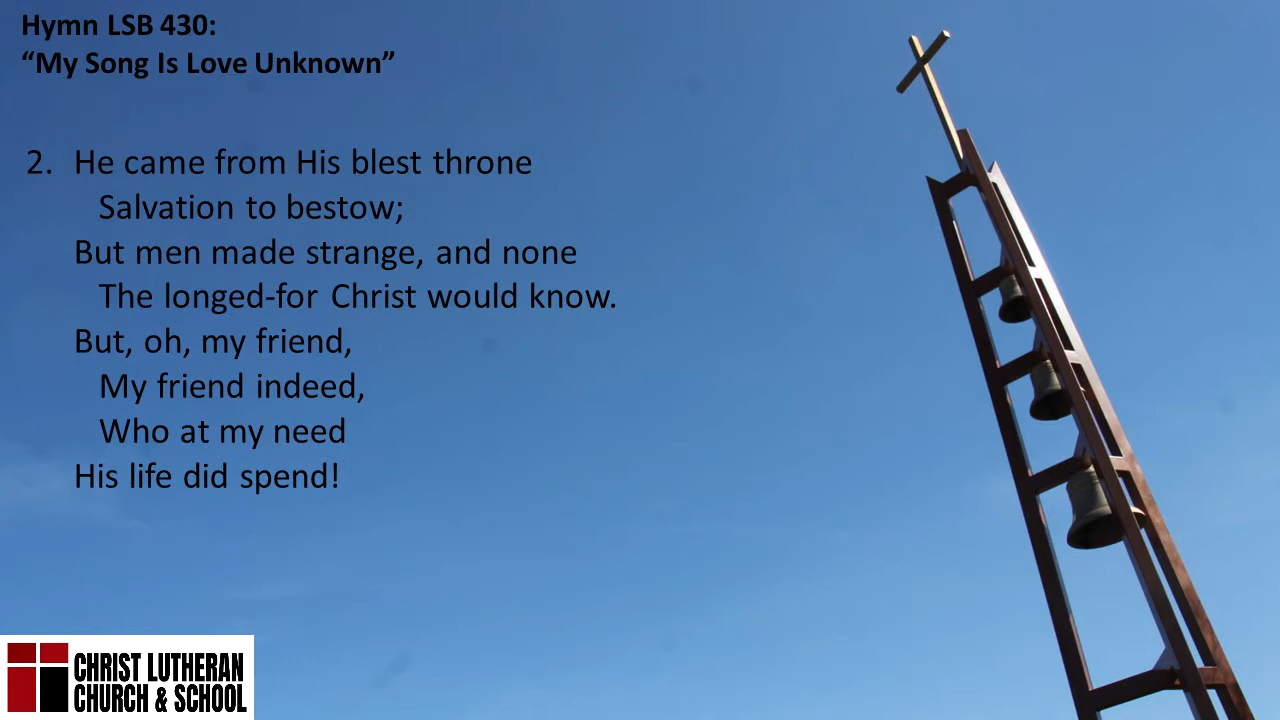 Hymn LSB 430:
“My Song Is Love Unknown”
2. He came from His blest throne
Salvation to bestow;
But men made strange, and none
The longed-for Christ would know.
But, oh, my friend,
My friend indeed,
Who at my need
His life did spend!
CHRIST LUTHERAN
CHURCH & SCHOOL